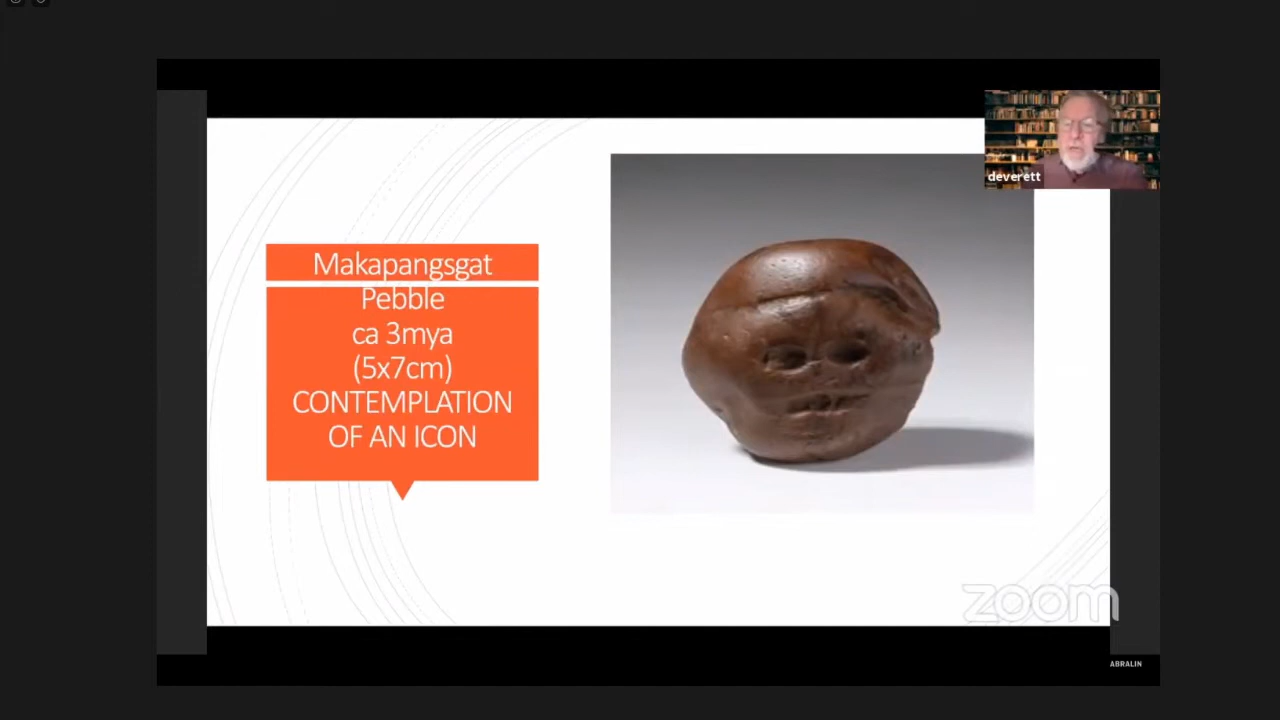 deverett
Makapangsgat
Pebble
ca 3mya
(5x7cm)
CONTEMPLATION
OF AN ICON
zoom
ABRALIN